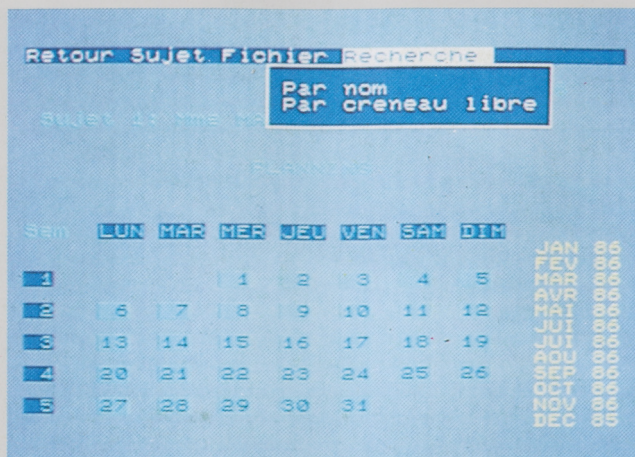 Retour Sujet Fichier Recherche
Par nom
Par creneau libre
Sujet 1: Mme
PLANNING
Sem LUN MAR MER JEU VEN SAM DIM
1 1 2 3 4 5
2 6 7 8 9 10 11 12
3 13 14 15 16 17 18 19
4 20 21 22 23 24 25 26
5 27 28 29 30 31
JAN 86
FEV 86
MAR 86
AVR 86
MAI 86
JUI 86
JUI 86
AOU 86
SEP 86
OCT 86
NOV 86
DEC 85